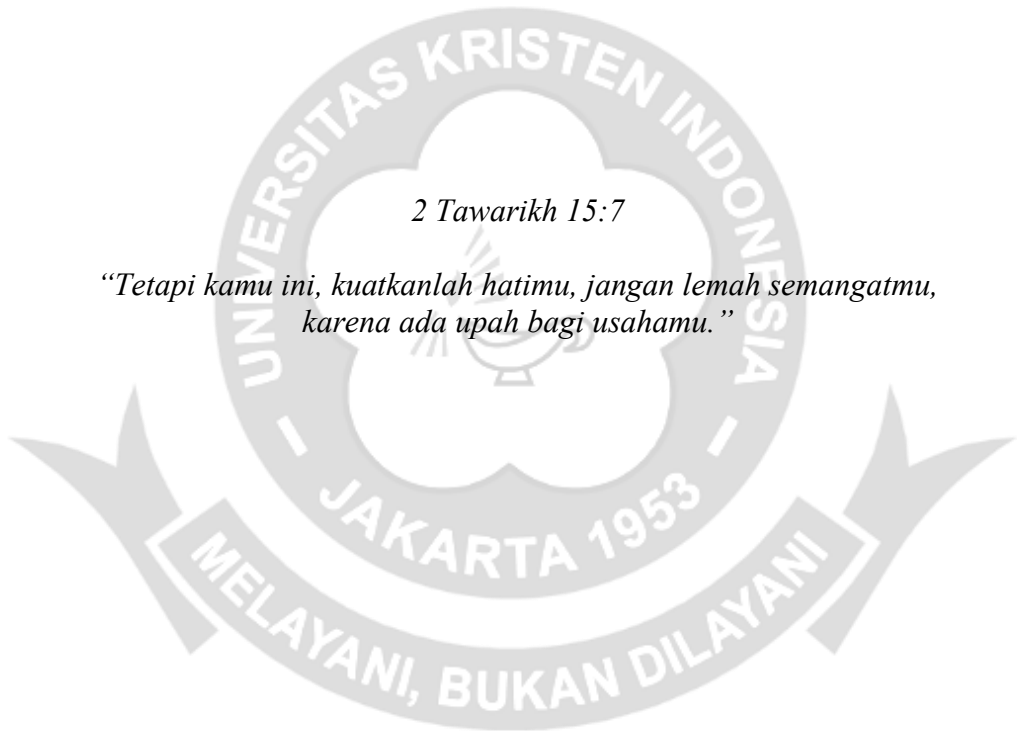 UNIVERSITAS KRISTEN INDONESIA
2 Tawarikh 15:7
“Tetapi kamu ini, kuatkanlah hatimu, jangan lemah semangatmu,
karena ada upah bagi usahamu.”
- JAKARTA 1953 -
MELAYANI, BUKAN DILAYANI